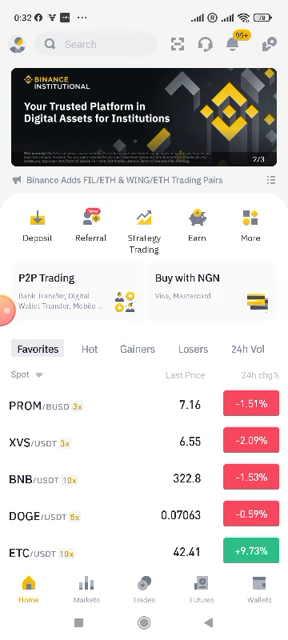 0:32
Search
99+
BINANCE
INSTITUTIONAL
Your Trusted Platform in
Digital Assets for Institutions
2/3
Binance Adds FIL/ETH & WING/ETH Trading Pairs
Deposit
Referral
Strategy
Trading
Earn
More
P2P Trading
Bank Transfer, Digital
Wallet Transfer, Mobile ...
Buy with NGN
Visa, Mastercard
Favorites Hot Gainers Losers 24h Vol
Spot Last Price 24h chg%
PROM/BUSD 3x 7.16 -1.51%
XVS/USDT 3x 6.55 -2.09%
BNB/USDT 10x 322.8 -1.53%
DOGE/USDT 5x 0.07063 -0.59%
ETC/USDT 10x 42.41 +9.73%
Home Markets Trades Futures Wallets